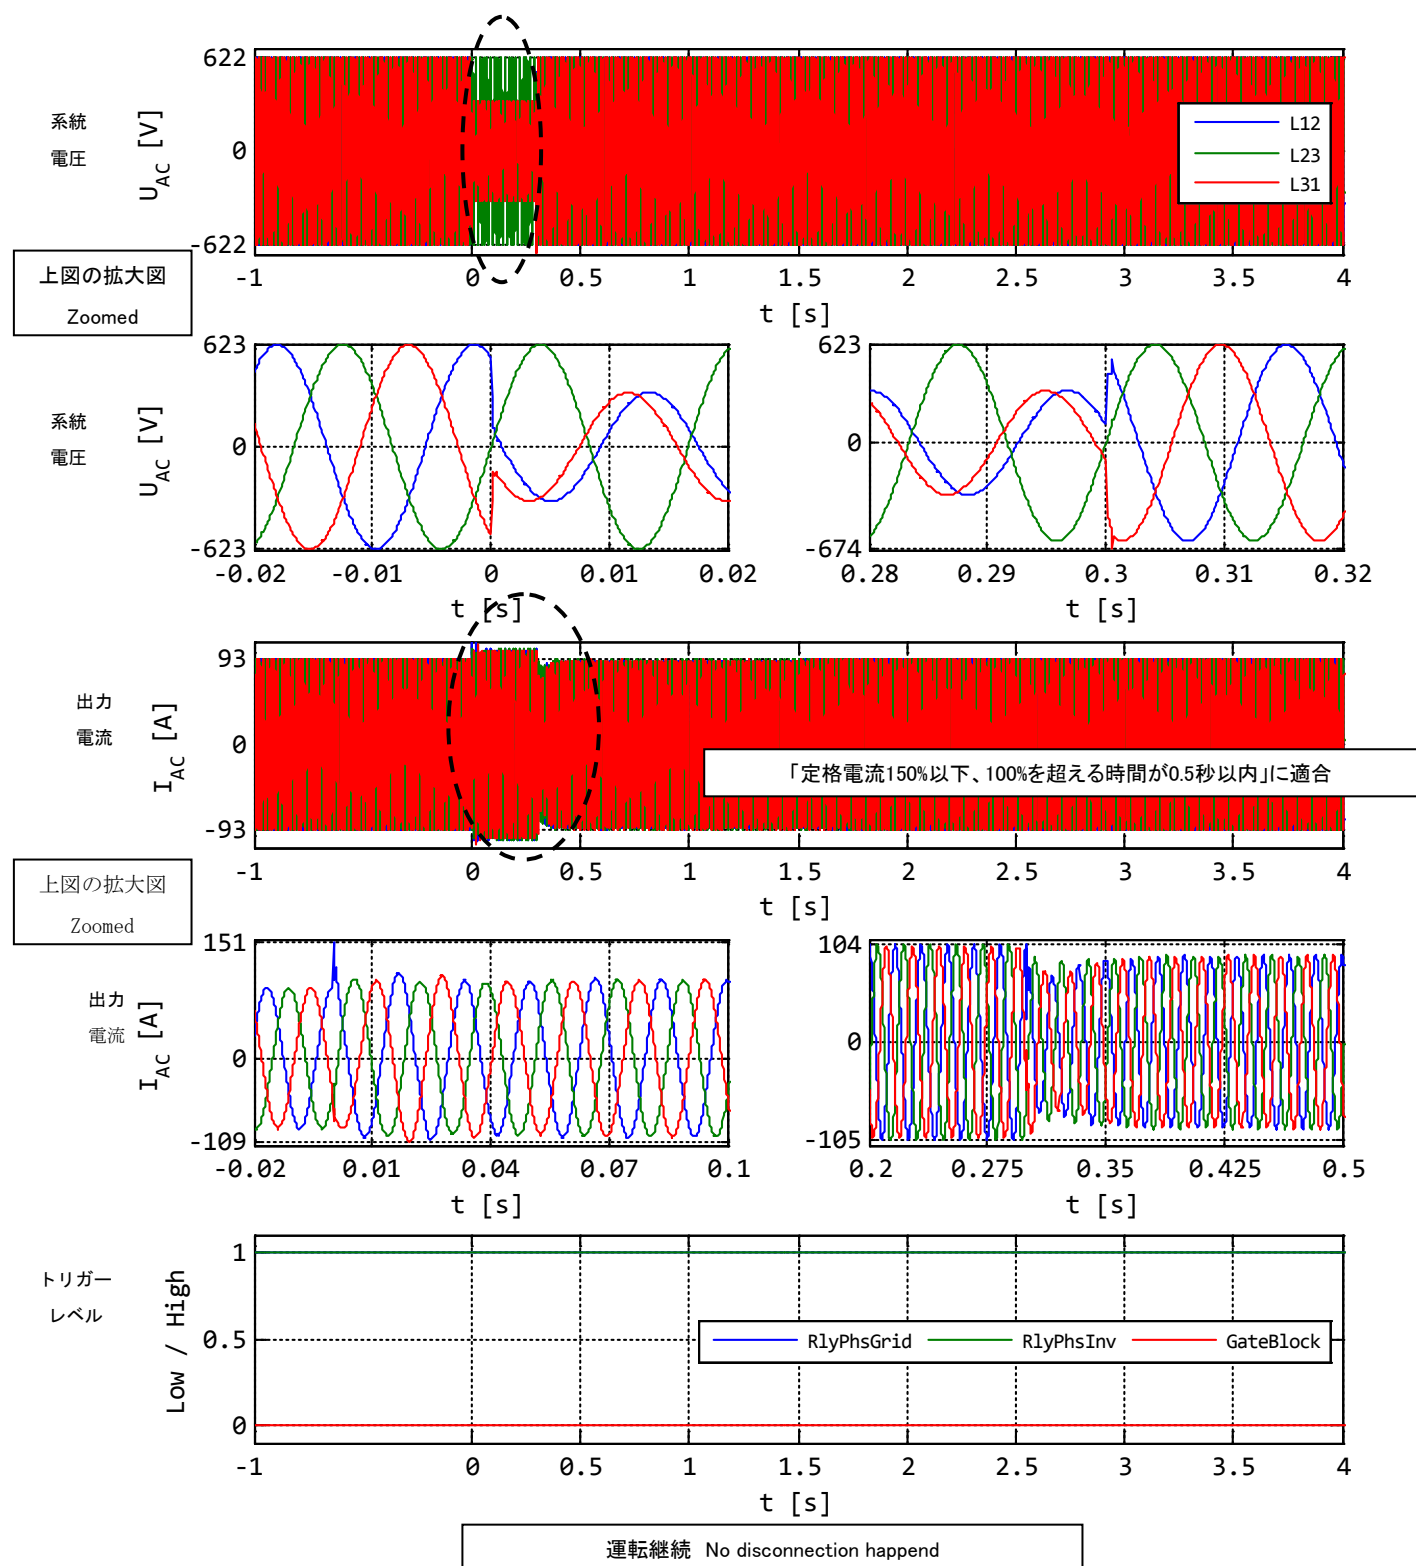 622
0
-622
系統
電圧
U_AC [V]
L12
L23
L31
-1
0
0.5
1
1.5
2
2.5
3
3.5
4
t [s]
上図の拡大図
Zoomed
系統
電圧
U_AC [V]
623
0
-623
-0.02
-0.01
0
0.01
0.02
t [s]
623
0
-674
0.28
0.29
0.3
0.31
0.32
t [s]
出力
電流
I_AC [A]
93
0
-93
「定格電流150%以下、100%を超える時間が0.5秒以内」に適合
-1
0
0.5
1
1.5
2
2.5
3
3.5
4
t [s]
上図の拡大図
Zoomed
出力
電流
I_AC [A]
151
0
-109
-0.02
0.01
0.04
0.07
0.1
t [s]
104
0
-105
0.2
0.275
0.35
0.425
0.5
t [s]
トリガー
レベル
Low / High
1
0.5
0
RlyPhsGrid
RlyPhsInv
GateBlock
-1
0
0.5
1
1.5
2
2.5
3
3.5
4
t [s]
運転継続 No disconnection happend